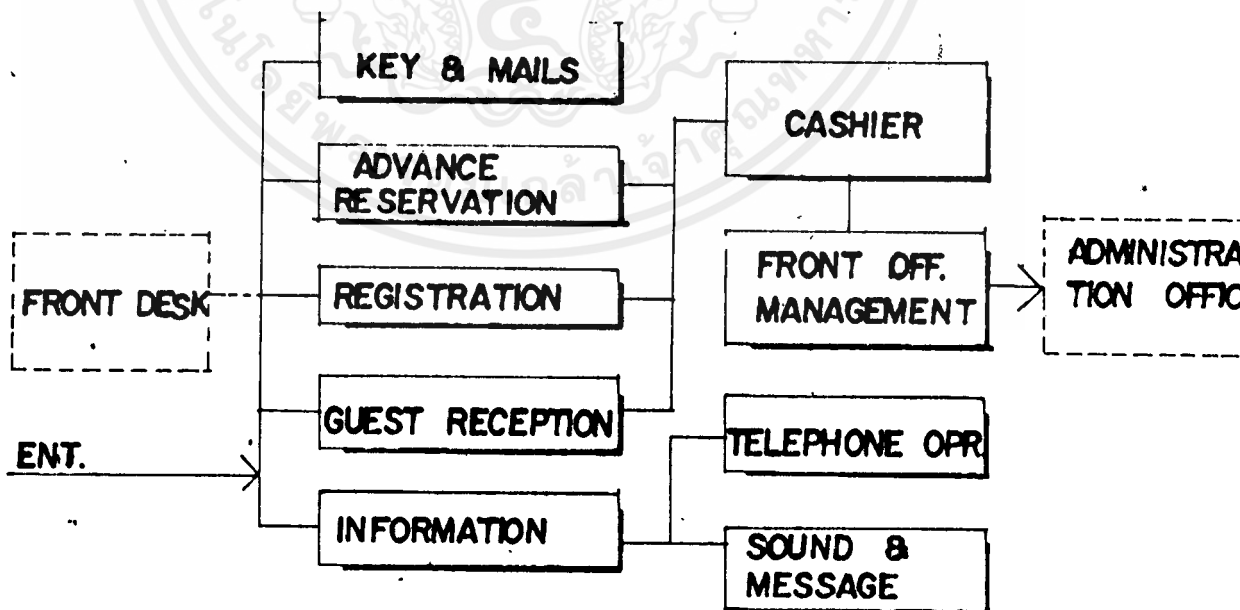 KEY & MAILS
CASHIER
ADVANCE
RESERVATION
FRONT OFF.
MANAGEMENT
ADMINISTRA
TION OFFIC
FRONT DESK
REGISTRATION
GUEST RECEPTION
TELEPHONE OPR.
ENT.
INFORMATION
SOUND &
MESSAGE